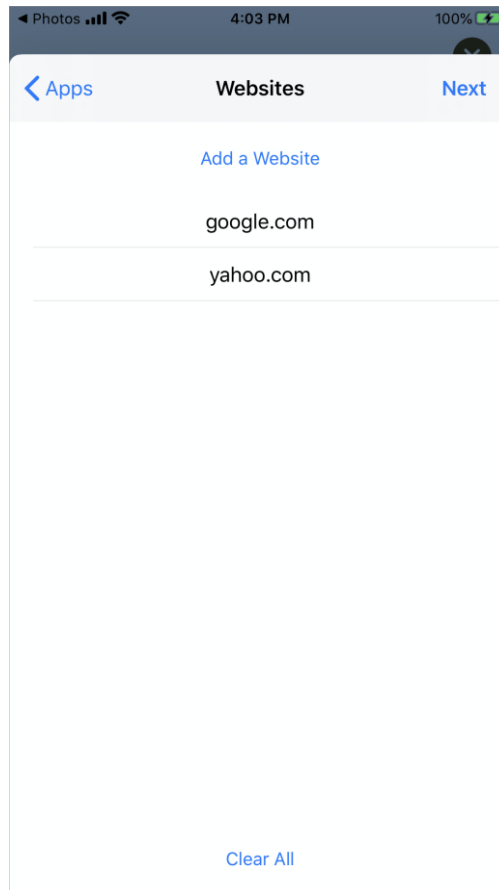 Photos 4:03 PM 100%
Apps Websites Next
Add a Website
google.com
yahoo.com
Clear All